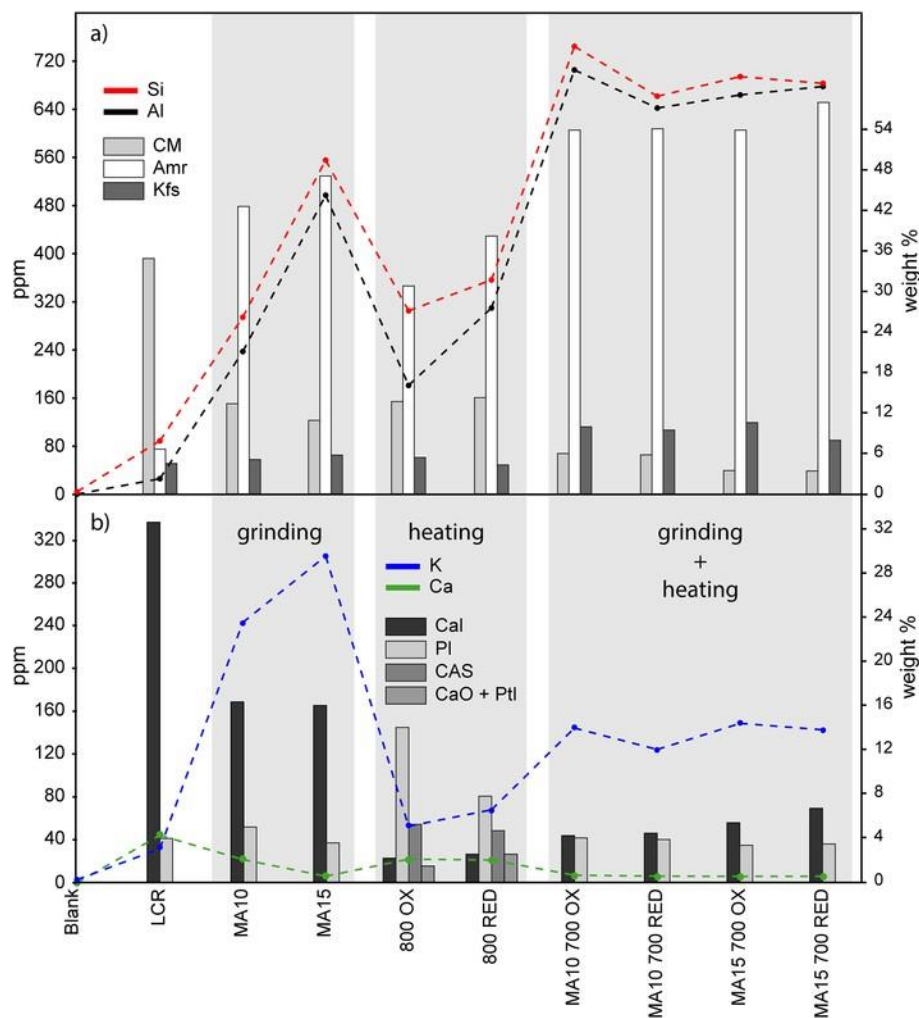 a)
Si
Al
CM
Amr
Kfs
720
640
560
480
400
320
240
160
80
0
ppm
54
48
42
36
30
24
18
12
6
0
weight %
b)
grinding
heating
grinding
+
heating
K
Ca
Cal
Pl
CAS
CaO + Ptl
320
280
240
200
160
120
80
40
0
ppm
32
28
24
20
16
12
8
4
0
weight %
Blank
LCR
MA10
MA15
800 OX
800 RED
MA10 700 OX
MA10 700 RED
MA15 700 OX
MA15 700 RED